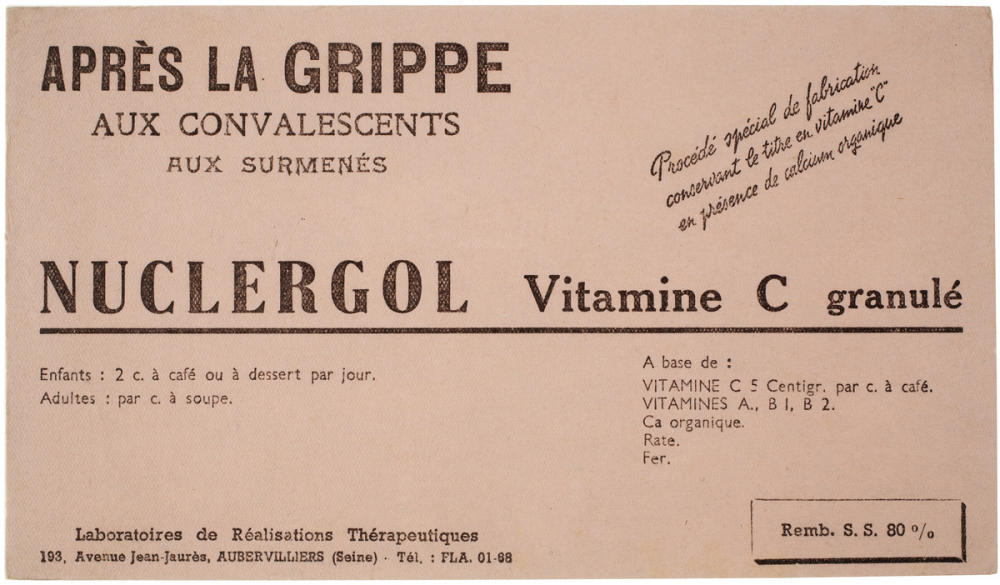 APRÈS LA GRIPPE
AUX CONVALESCENTS
AUX SURMENÉS
Procédé spécial de fabrication
conservant le titre en vitamine "C"
en présence de calcium organique
NUCLERGOL Vitamine C granulé
Enfants : 2 c. à café ou à dessert par jour.
Adultes : par c. à soupe.
A base de :
VITAMINE C 5 Centigr. par c. à café.
VITAMINES A., B 1, B 2.
Ca organique.
Rate.
Fer.
Laboratoires de Réalisations Thérapeutiques
193, Avenue Jean-Jaurès, AUBERVILLIERS (Seine) - Tél. : FLA. 01-68
Remb. S. S. 80 %